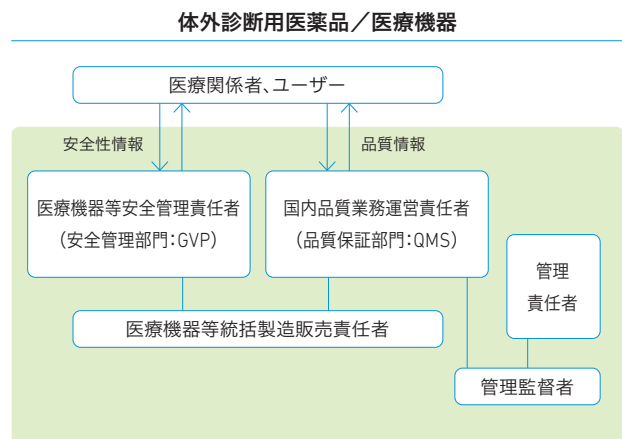 体外診断用医薬品／医療機器
医療関係者、ユーザー
安全性情報
品質情報
医療機器等安全管理責任者
（安全管理部門：GVP）
国内品質業務運営責任者
（品質保証部門：QMS）
管理
責任者
医療機器等統括製造販売責任者
管理監督者